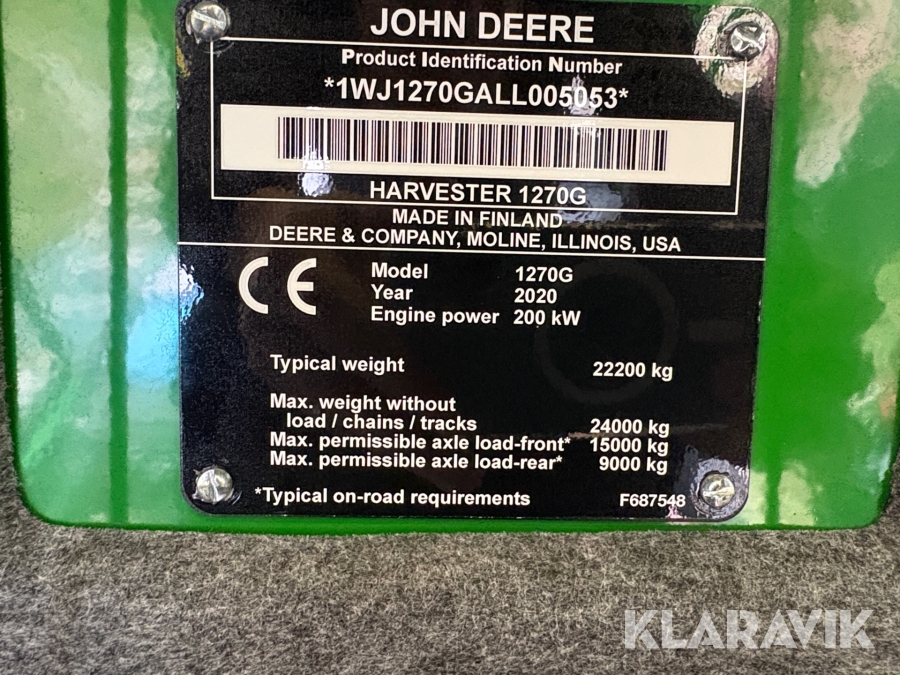 JOHN DEERE
Product Identification Number
*1WJ1270GALL005053*
HARVESTER 1270G
MADE IN FINLAND
DEERE & COMPANY, MOLINE, ILLINOIS, USA
CE
Model 1270G
Year 2020
Engine power 200 kW
Typical weight 22200 kg
Max. weight without
load / chains / tracks 24000 kg
Max. permissible axle load-front* 15000 kg
Max. permissible axle load-rear* 9000 kg
*Typical on-road requirements F687548
KLARAVIK